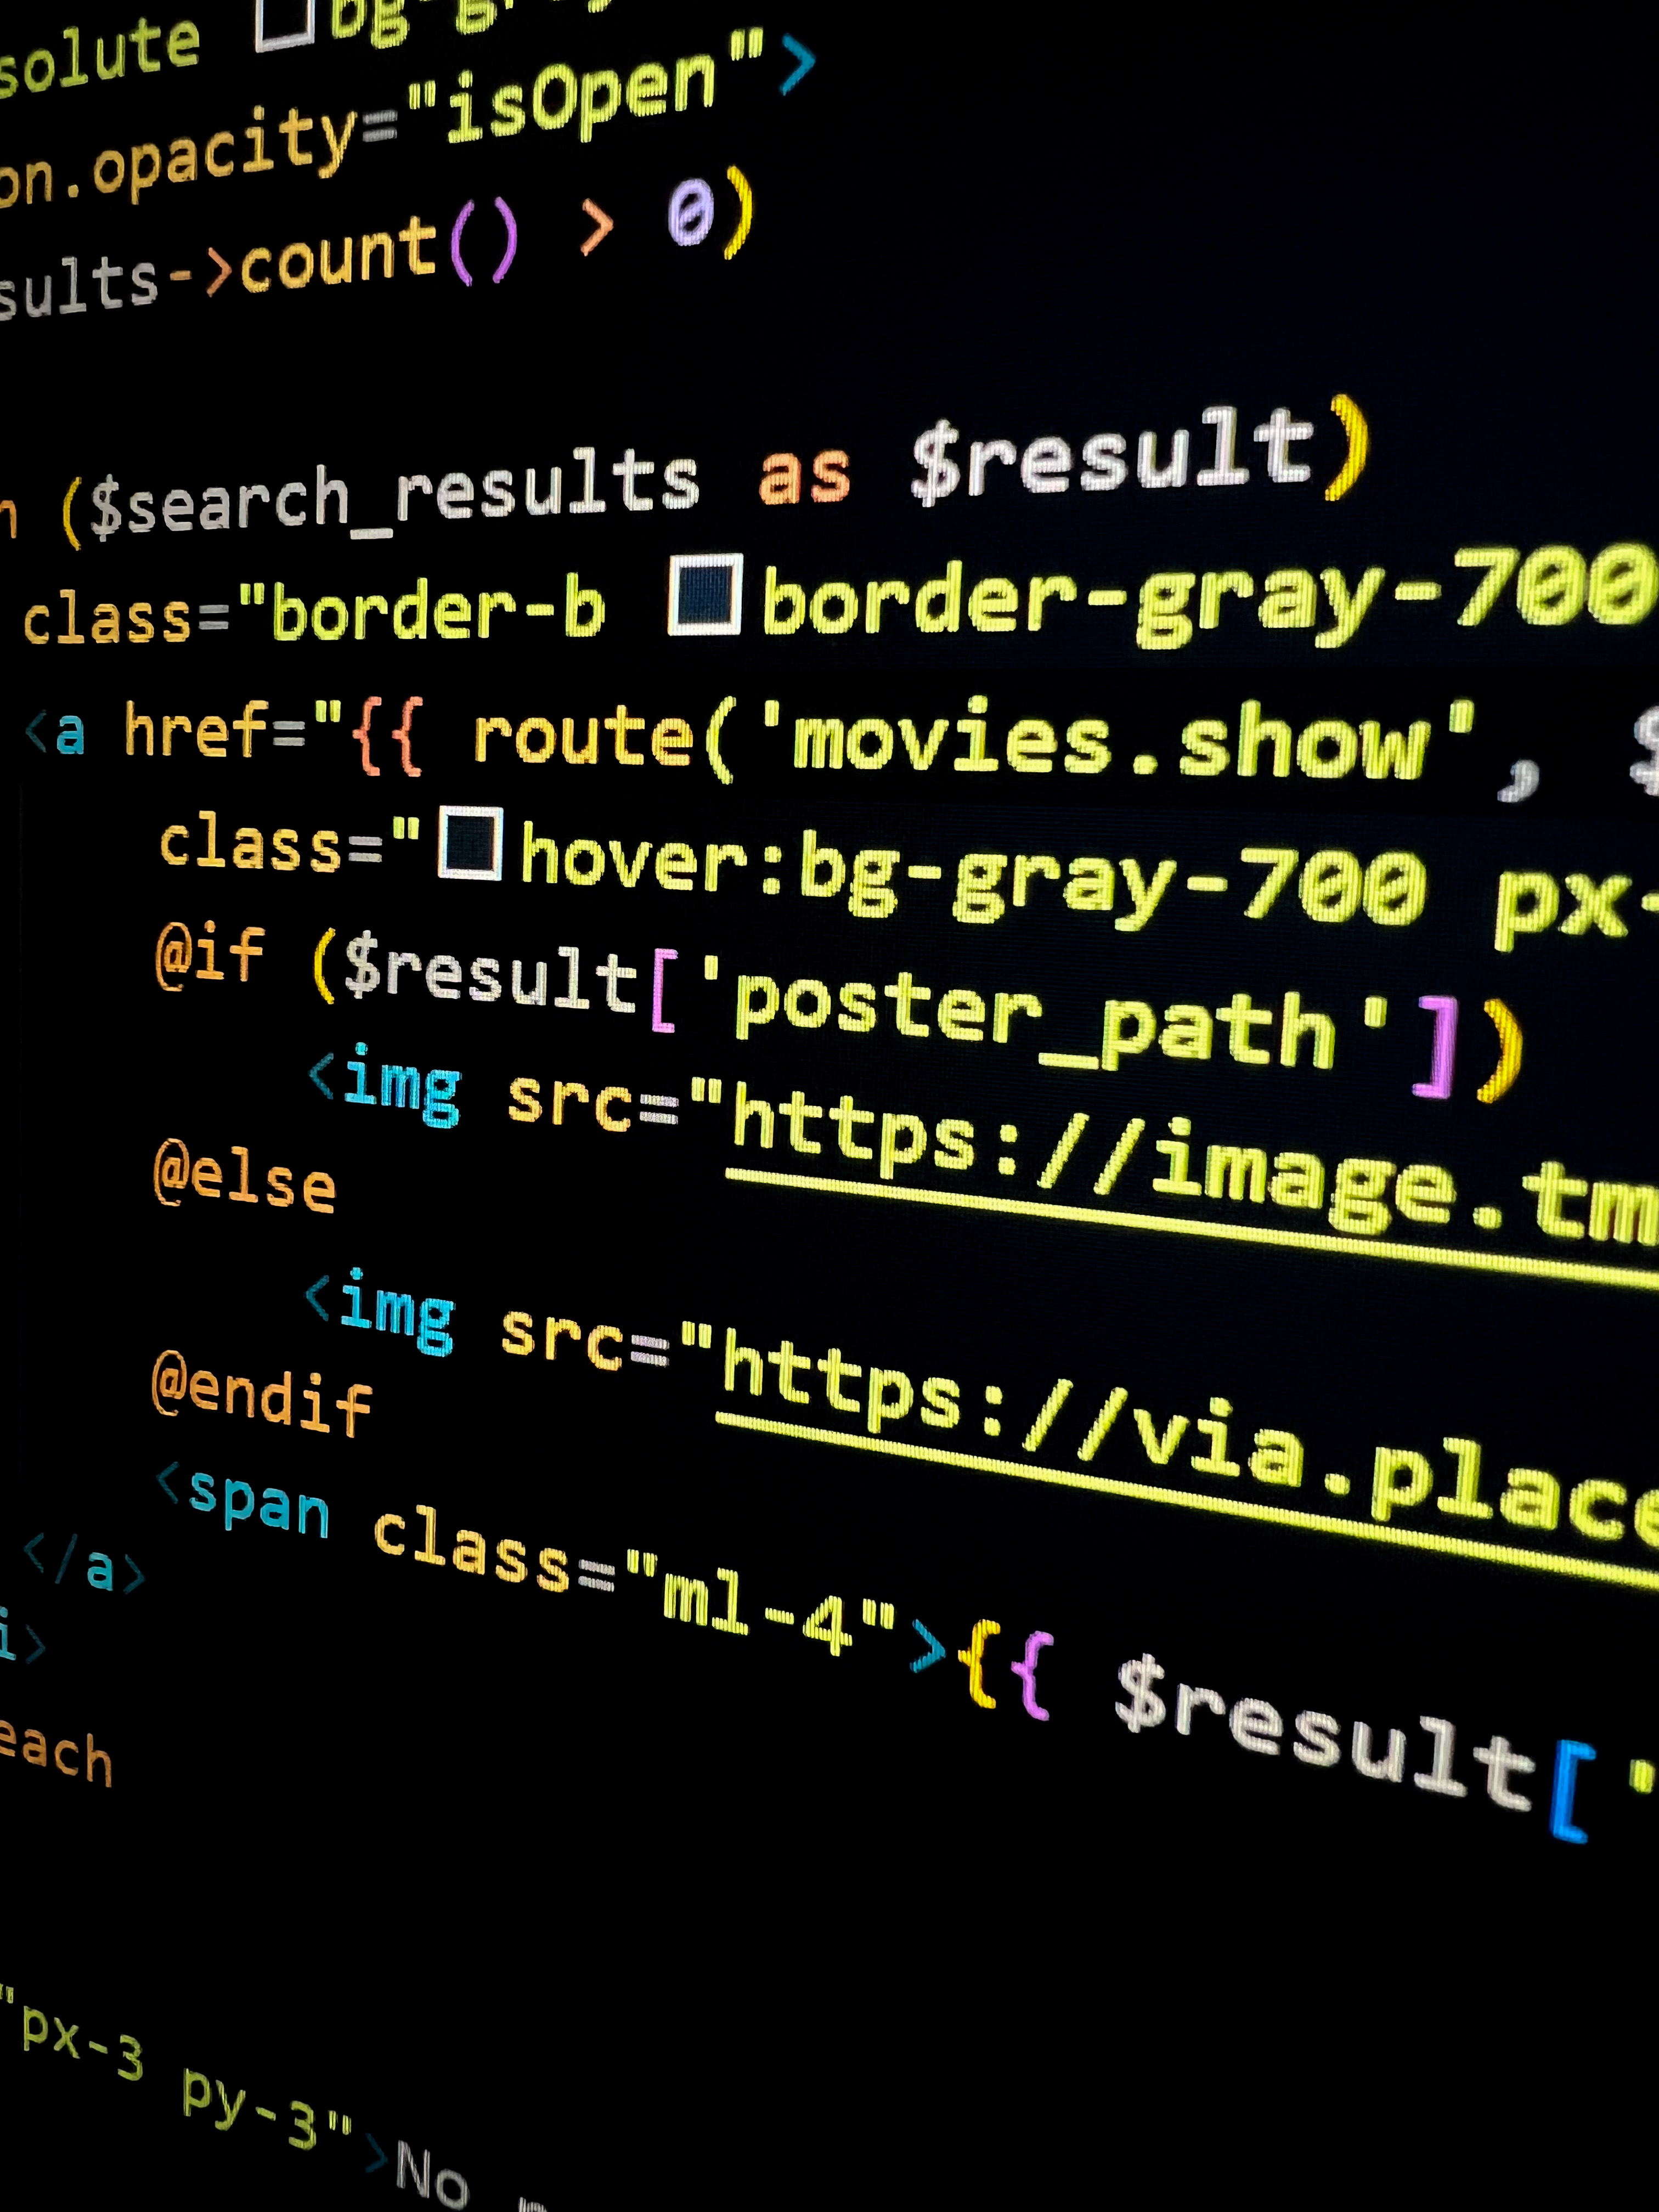 solute bg-gray
on.opacity="isOpen">
sults->count() > 0)
h ($search_results as $result)
class="border-b border-gray-700
<a href="{{ route('movies.show', $
class="hover:bg-gray-700 px-
@if ($result['poster_path'])
<img src="https://image.tm
@else
<img src="https://via.place
@endif
<span class="ml-4">{{ $result['
</a>
i>
each
"px-3 py-3">No